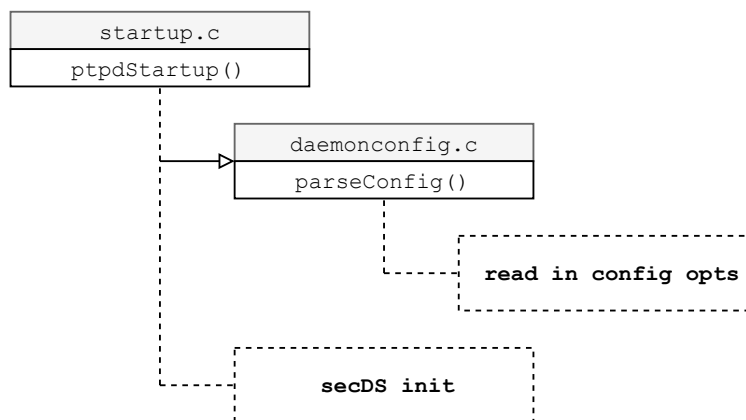 startup.c
ptpdStartup()
daemonconfig.c
parseConfig()
read in config opts
secDS init